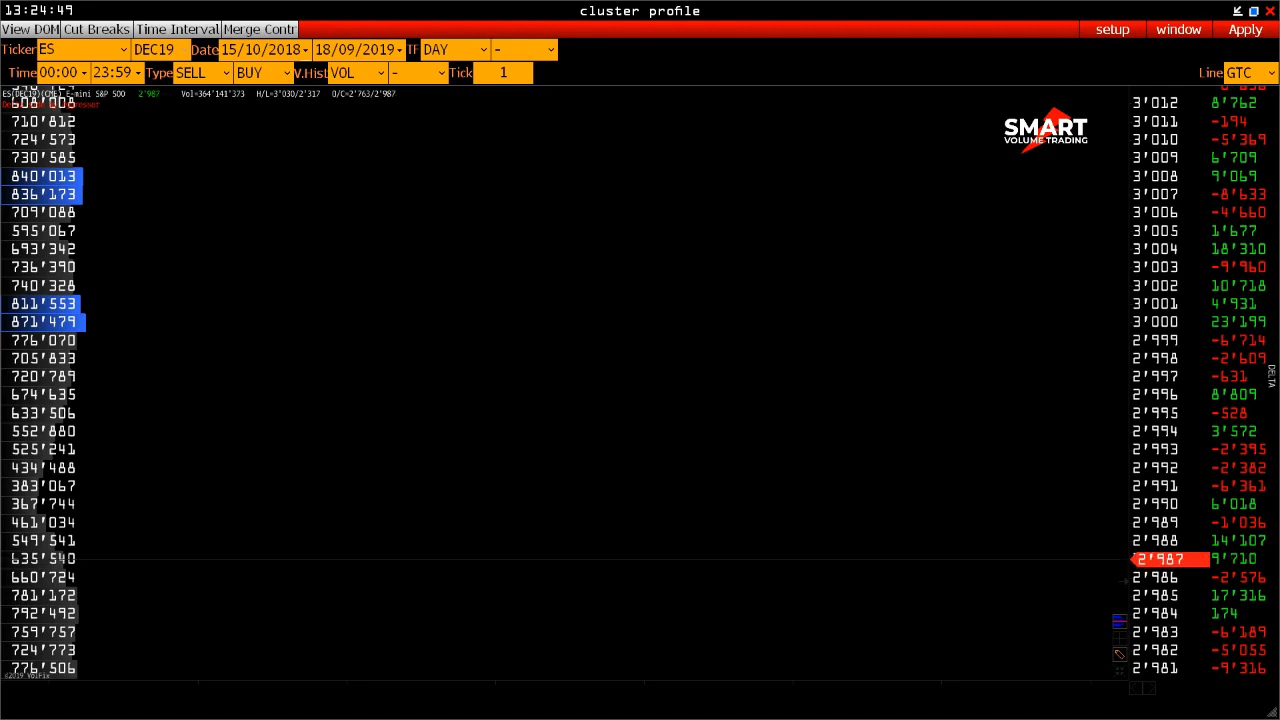 13:24:49 cluster profile
View DOM Cut Breaks Time Interval Merge Contr setup window Apply
Ticker ES DEC19 Date 15/10/2018 - 18/09/2019 TF DAY -
Time 00:00 - 23:59 Type SELL BUY V.Hist VOL - Tick 1 Line GTC
ES[DEC19](CME) E-mini S&P 500 2'987 Vol=364'141'373 H/L=3'030/2'317 O/C=2'763/2'987
SMART
VOLUME TRADING
608'008 3'012 8'762
710'812 3'011 -194
724'573 3'010 -5'369
730'585 3'009 6'709
840'013 3'008 9'069
836'173 3'007 -8'633
709'088 3'006 -4'660
595'067 3'005 1'677
693'342 3'004 18'310
736'390 3'003 -9'960
740'328 3'002 10'718
811'553 3'001 4'931
871'479 3'000 23'199
776'070 2'999 -6'714
705'833 2'998 -2'609
720'789 2'997 -631
674'635 2'996 8'809
633'506 2'995 -528
552'880 2'994 3'572
525'241 2'993 -2'395
434'488 2'992 -2'382
383'067 2'991 -6'361
367'744 2'990 6'018
461'034 2'989 -1'036
549'541 2'988 14'107
635'540 2'987 9'710
660'724 2'986 -2'576
781'172 2'985 17'316
792'492 2'984 174
759'757 2'983 -6'189
724'773 2'982 -5'055
776'506 2'981 -9'316
DELTA
©2019 VolFix